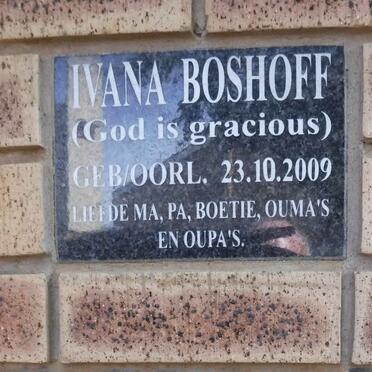 IVANA BOSHOFF
(God is gracious)
GEB/OORL. 23.10.2009
LIEFDE MA, PA, BOETIE, OUMA'S
EN OUPA'S.